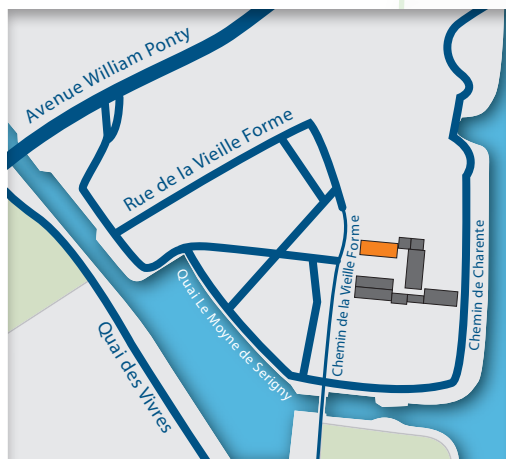 Avenue William Ponty
Rue de la Vieille Forme
Chemin de la Vieille Forme
Chemin de Charente
Quai Le Moyne de Serigny
Quai des Vivres